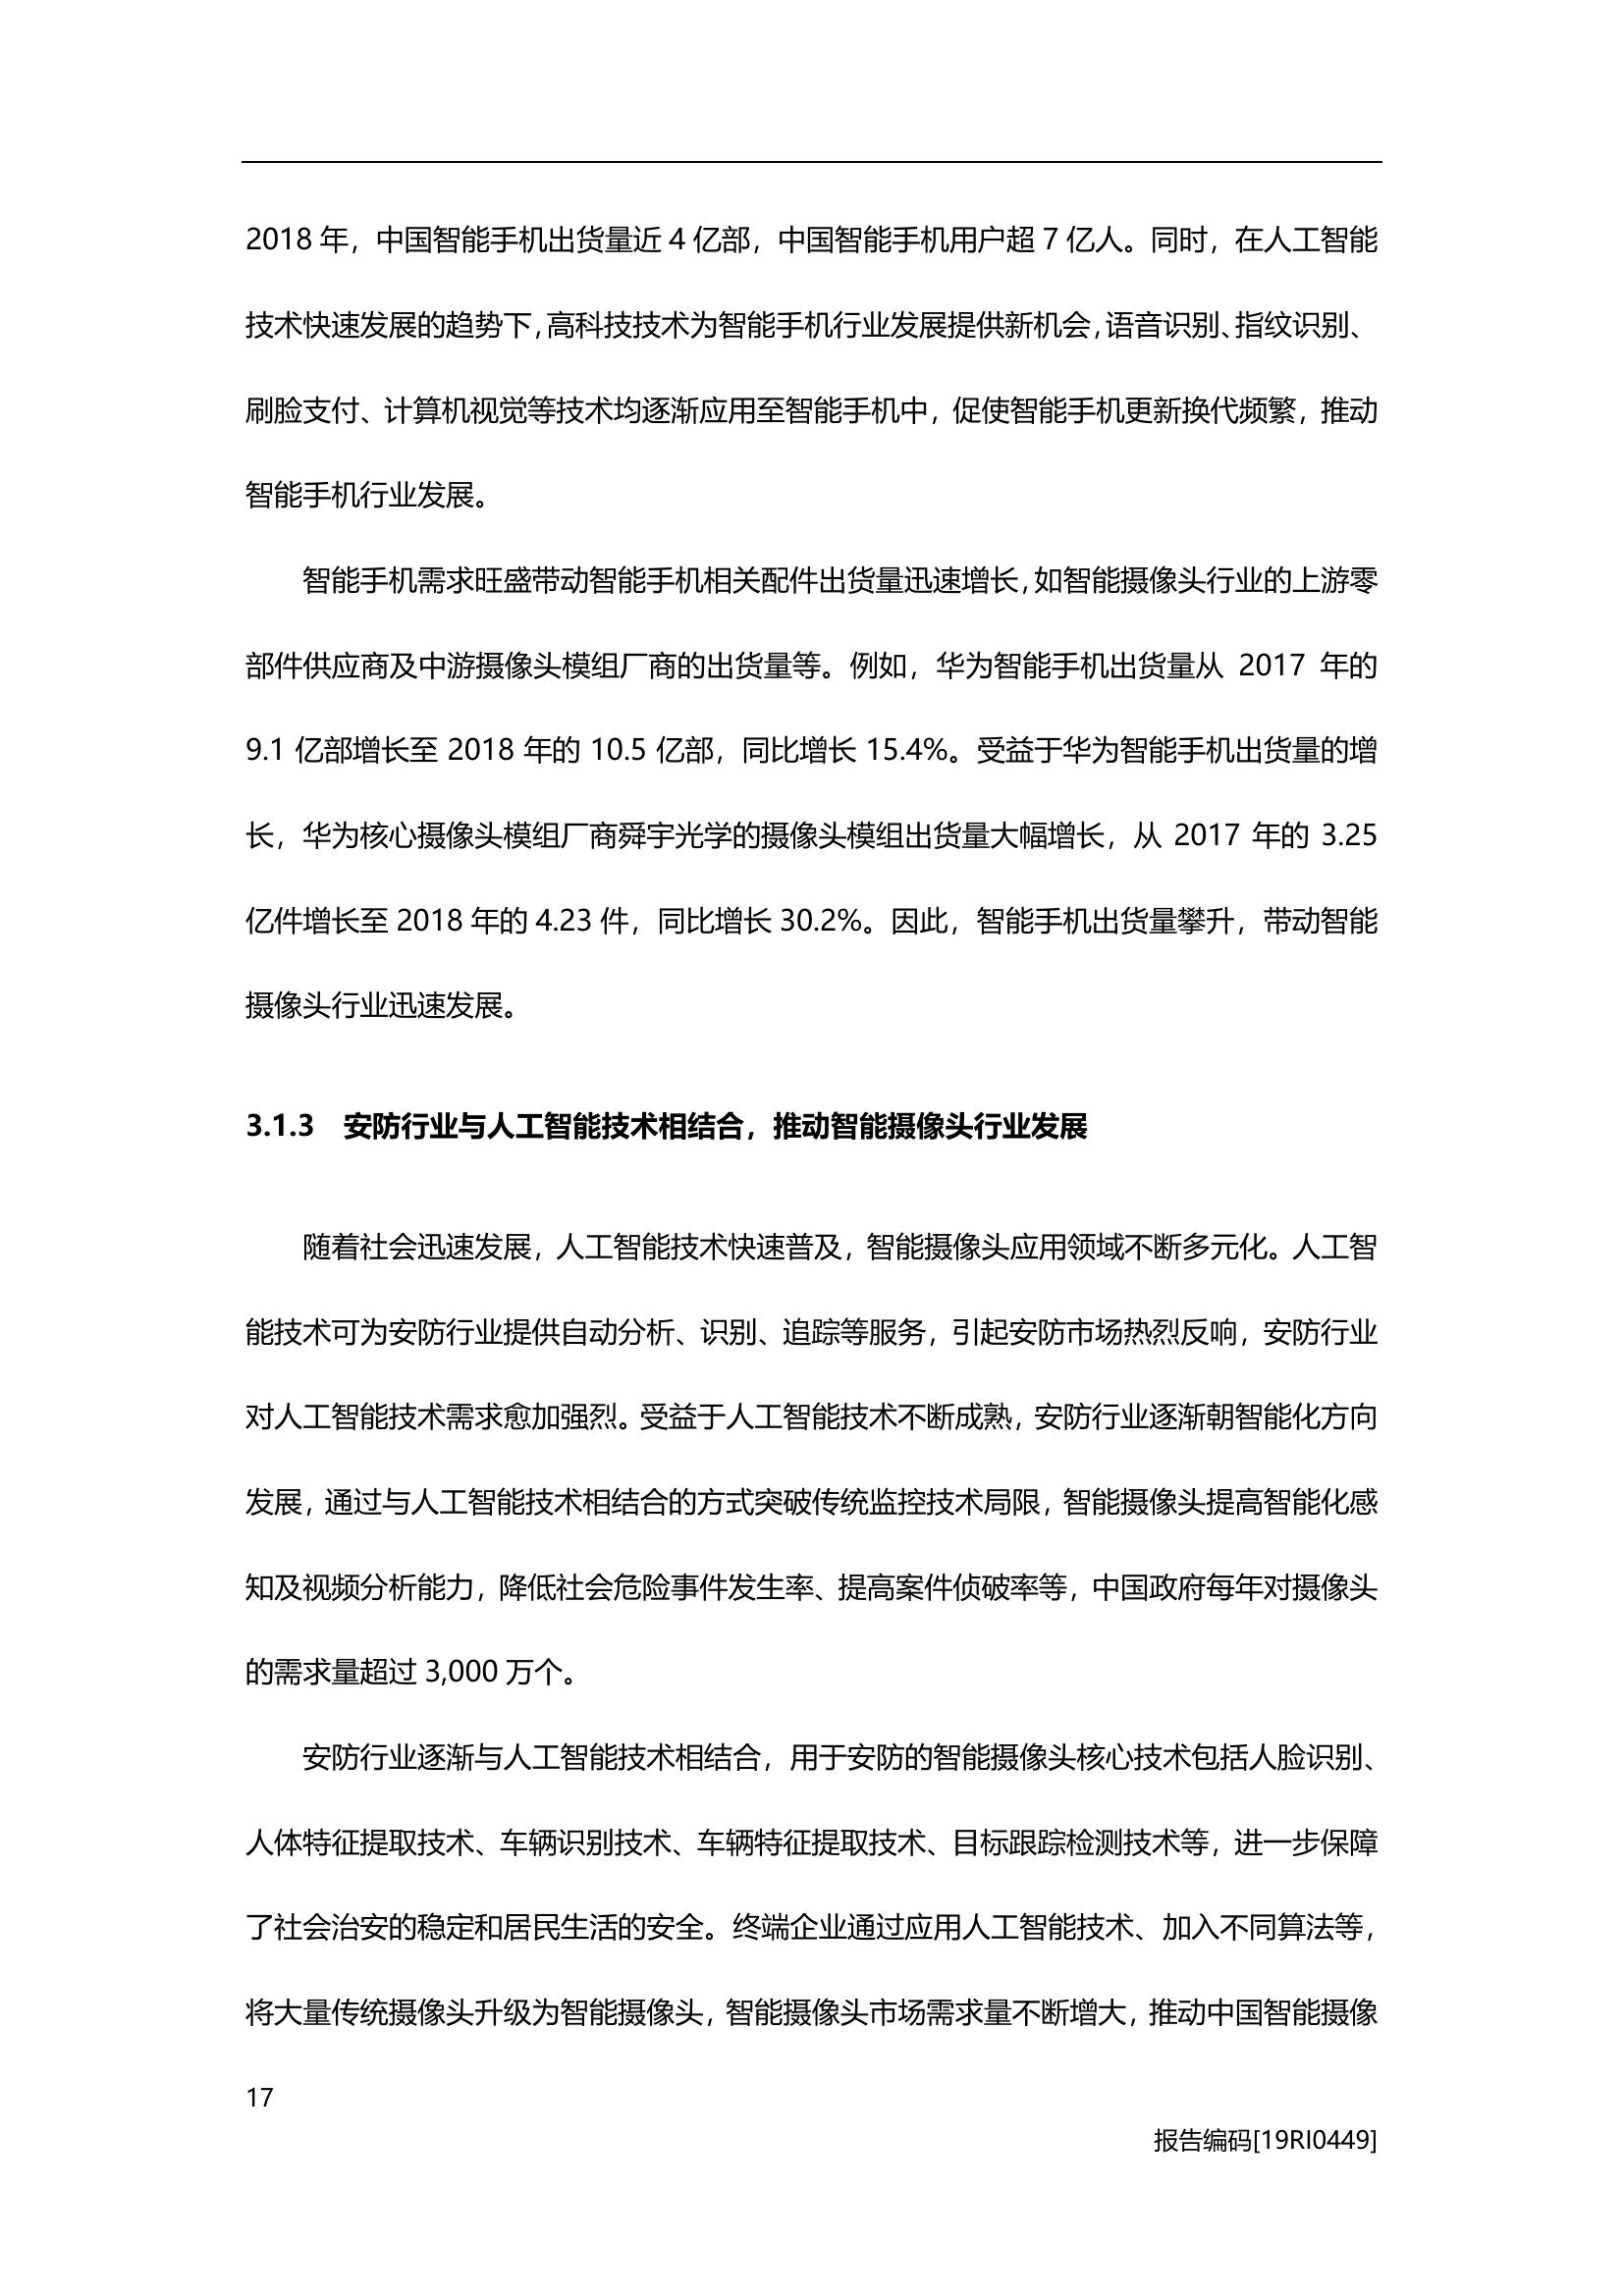 2018 年，中国智能手机出货量近 4 亿部，中国智能手机用户超 7 亿人。同时，在人工智能
技术快速发展的趋势下，高科技技术为智能手机行业发展提供新机会，语音识别、指纹识别、
刷脸支付、计算机视觉等技术均逐渐应用至智能手机中，促使智能手机更新换代频繁，推动
智能手机行业发展。
智能手机需求旺盛带动智能手机相关配件出货量迅速增长，如智能摄像头行业的上游零
部件供应商及中游摄像头模组厂商的出货量等。例如，华为智能手机出货量从 2017 年的
9.1 亿部增长至 2018 年的 10.5 亿部，同比增长 15.4%。受益于华为智能手机出货量的增
长，华为核心摄像头模组厂商舜宇光学的摄像头模组出货量大幅增长，从 2017 年的 3.25
亿件增长至 2018 年的 4.23 件，同比增长 30.2%。因此，智能手机出货量攀升，带动智能
摄像头行业迅速发展。
3.1.3 安防行业与人工智能技术相结合，推动智能摄像头行业发展
随着社会迅速发展，人工智能技术快速普及，智能摄像头应用领域不断多元化。人工智
能技术可为安防行业提供自动分析、识别、追踪等服务，引起安防市场热烈反响，安防行业
对人工智能技术需求愈加强烈。受益于人工智能技术不断成熟，安防行业逐渐朝智能化方向
发展，通过与人工智能技术相结合的方式突破传统监控技术局限，智能摄像头提高智能化感
知及视频分析能力，降低社会危险事件发生率、提高案件侦破率等，中国政府每年对摄像头
的需求量超过 3,000 万个。
安防行业逐渐与人工智能技术相结合，用于安防的智能摄像头核心技术包括人脸识别、
人体特征提取技术、车辆识别技术、车辆特征提取技术、目标跟踪检测技术等，进一步保障
了社会治安的稳定和居民生活的安全。终端企业通过应用人工智能技术、加入不同算法等，
将大量传统摄像头升级为智能摄像头，智能摄像头市场需求量不断增大，推动中国智能摄像
17
报告编码[19RI0449]